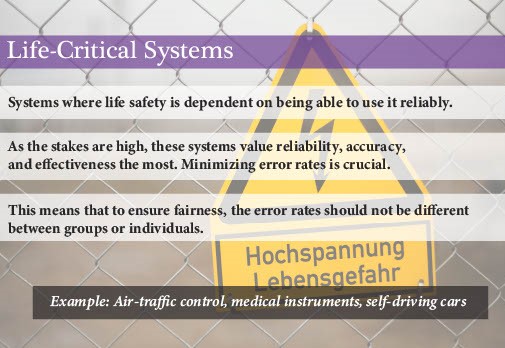 Life-Critical Systems
Systems where life safety is dependent on being able to use it reliably.
As the stakes are high, these systems value reliability, accuracy,
and effectiveness the most. Minimizing error rates is crucial.
This means that to ensure fairness, the error rates should not be different
between groups or individuals.
Hochspannung
Lebensgefahr
Example: Air-traffic control, medical instruments, self-driving cars